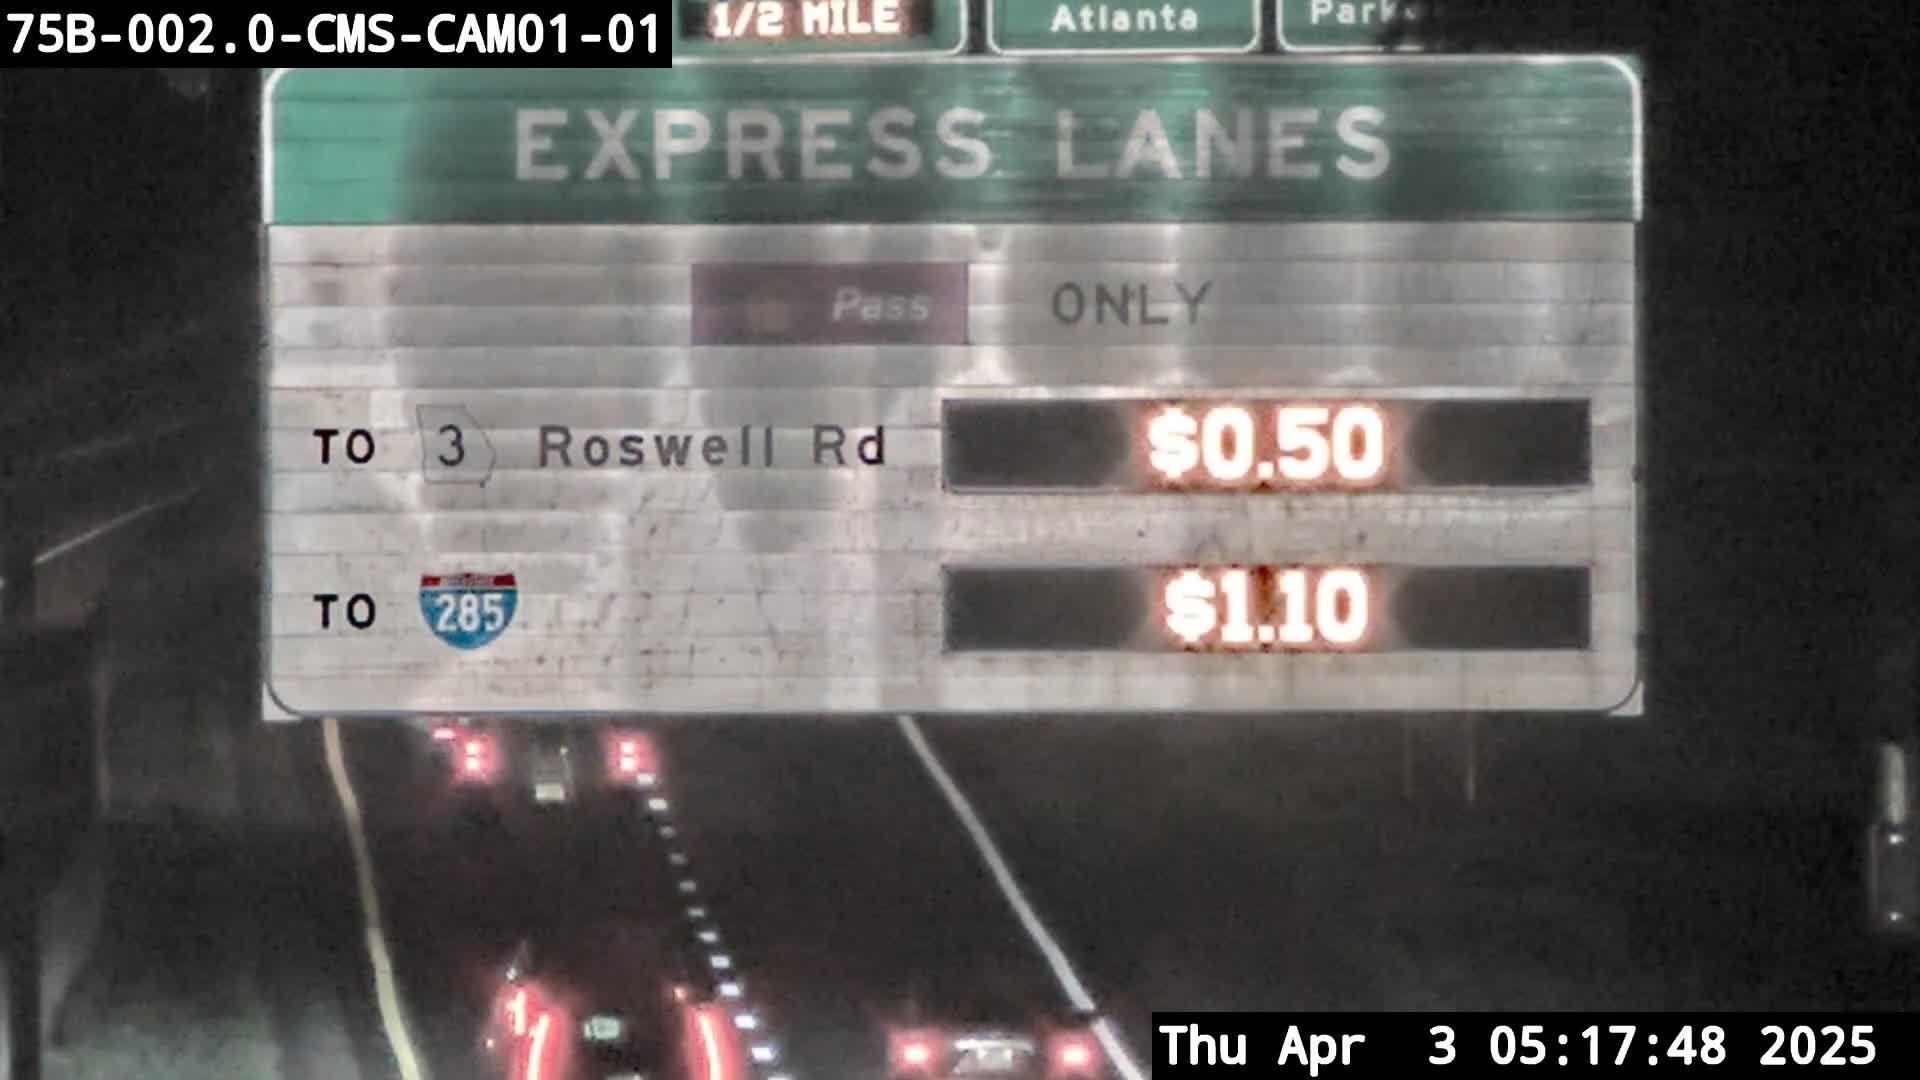 75B-002.0-CMS-CAM01-01
1/2 MILE
Atlanta
EXPRESS LANES
Pass ONLY
TO 3 Roswell Rd $0.50
TO 285 $1.10
Thu Apr 3 05:17:48 2025